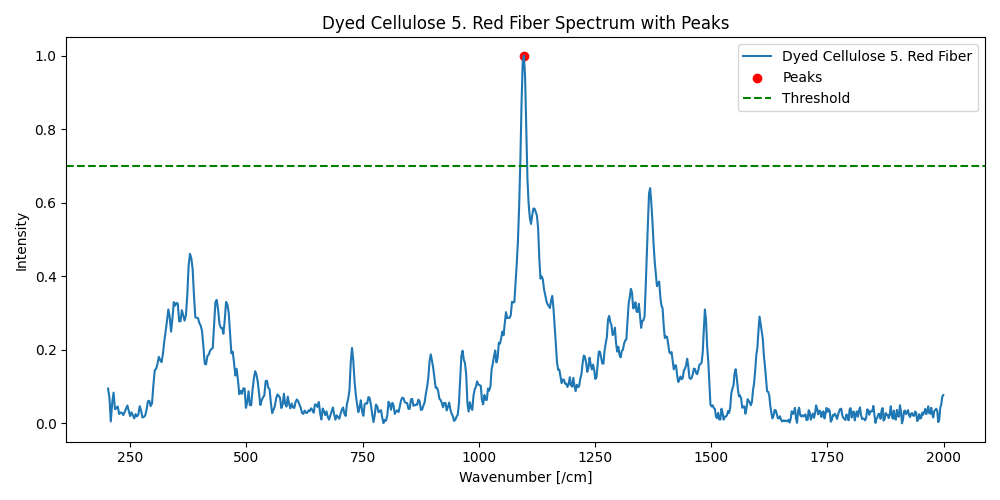 Dyed Cellulose 5. Red Fiber Spectrum with Peaks
Dyed Cellulose 5. Red Fiber
Peaks
Threshold
Intensity
1.0
0.8
0.6
0.4
0.2
0.0
250
500
750
1000
1250
1500
1750
2000
Wavenumber [/cm]